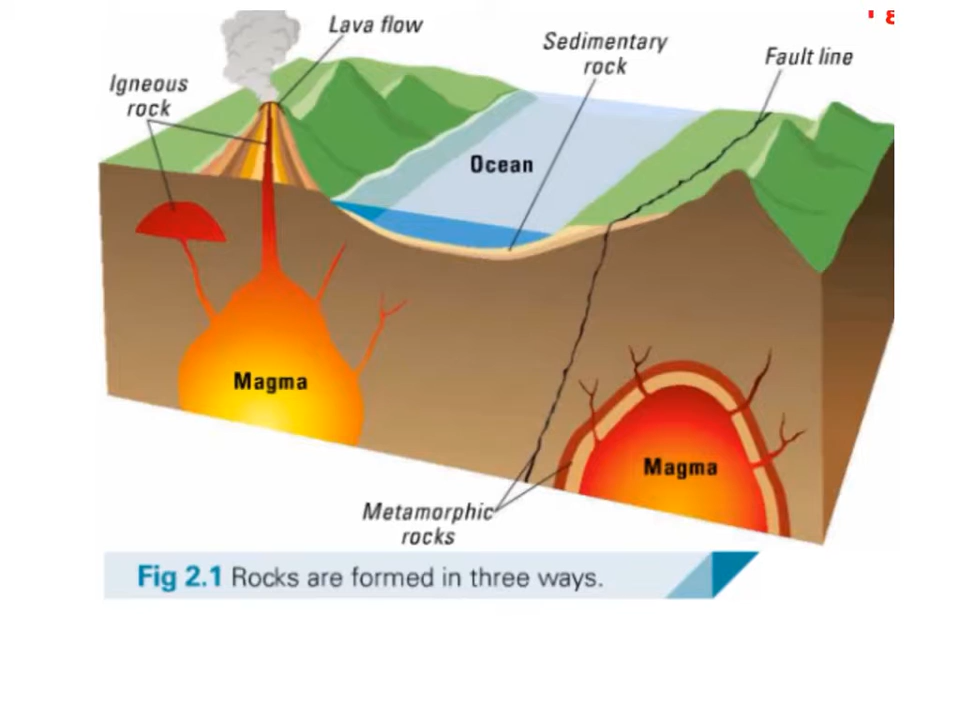 Lava flow
Sedimentary
rock
Fault line
Igneous
rock
Ocean
Magma
Magma
Metamorphic
rocks
Fig 2.1 Rocks are formed in three ways.